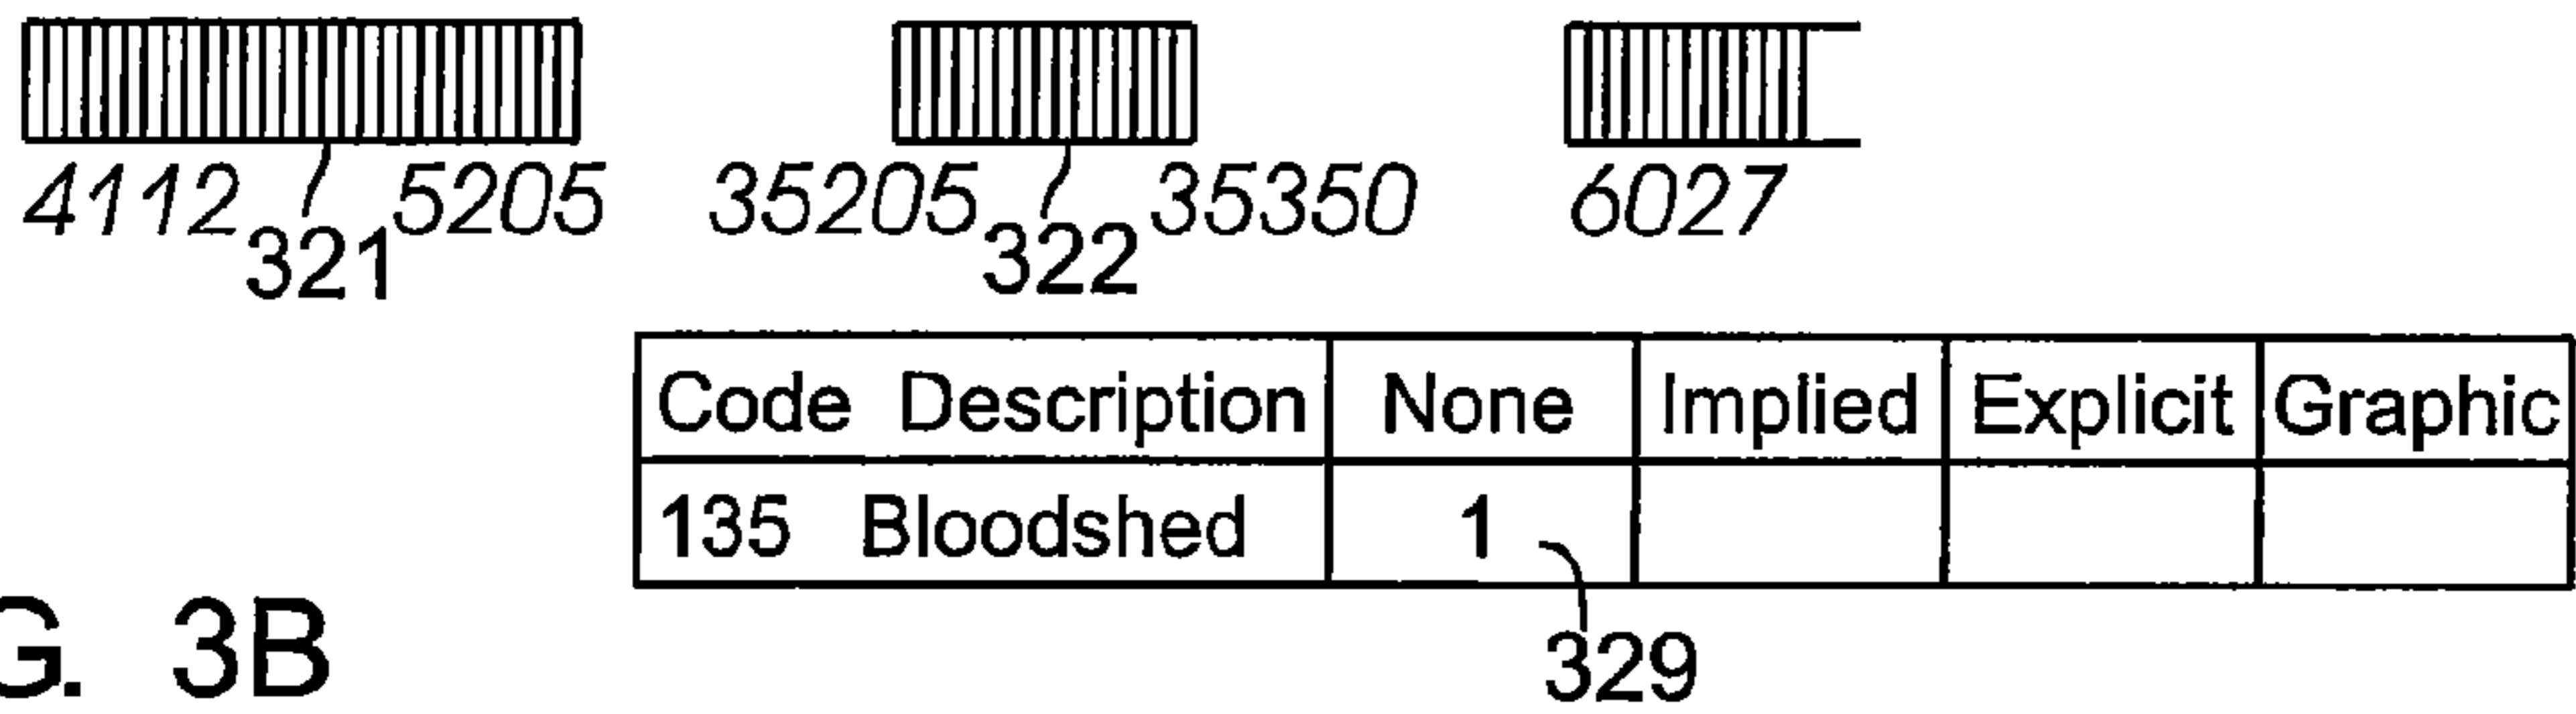 4112 321 5205 35205 322 35350 6027
Code Description None Implied Explicit Graphic
135 Bloodshed 1
329
G. 3B